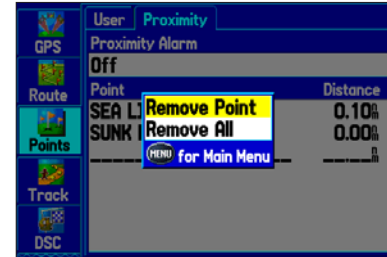 User Proximity
GPS
Proximity Alarm
Off
Route
Point Distance
SEA L 0.10
SUNK 0.00
Remove Point
Remove All
MENU for Main Menu
Points
Track
DSC